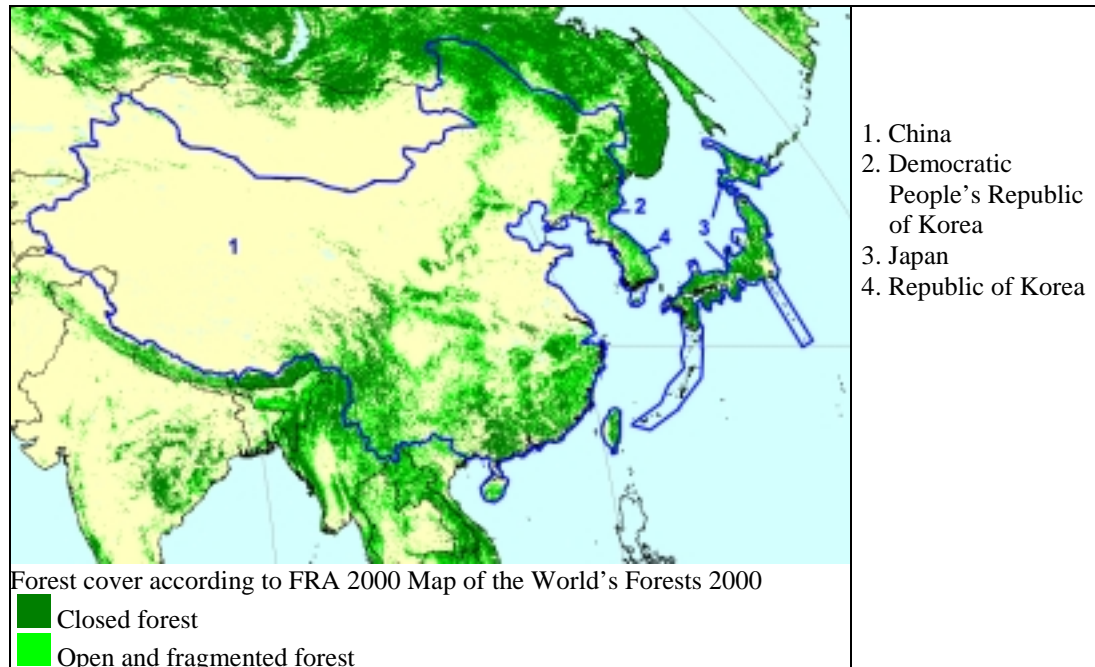 1
2
3
4
1. China
2. Democratic
People’s Republic
of Korea
3. Japan
4. Republic of Korea
Forest cover according to FRA 2000 Map of the World’s Forests 2000
Closed forest
Open and fragmented forest